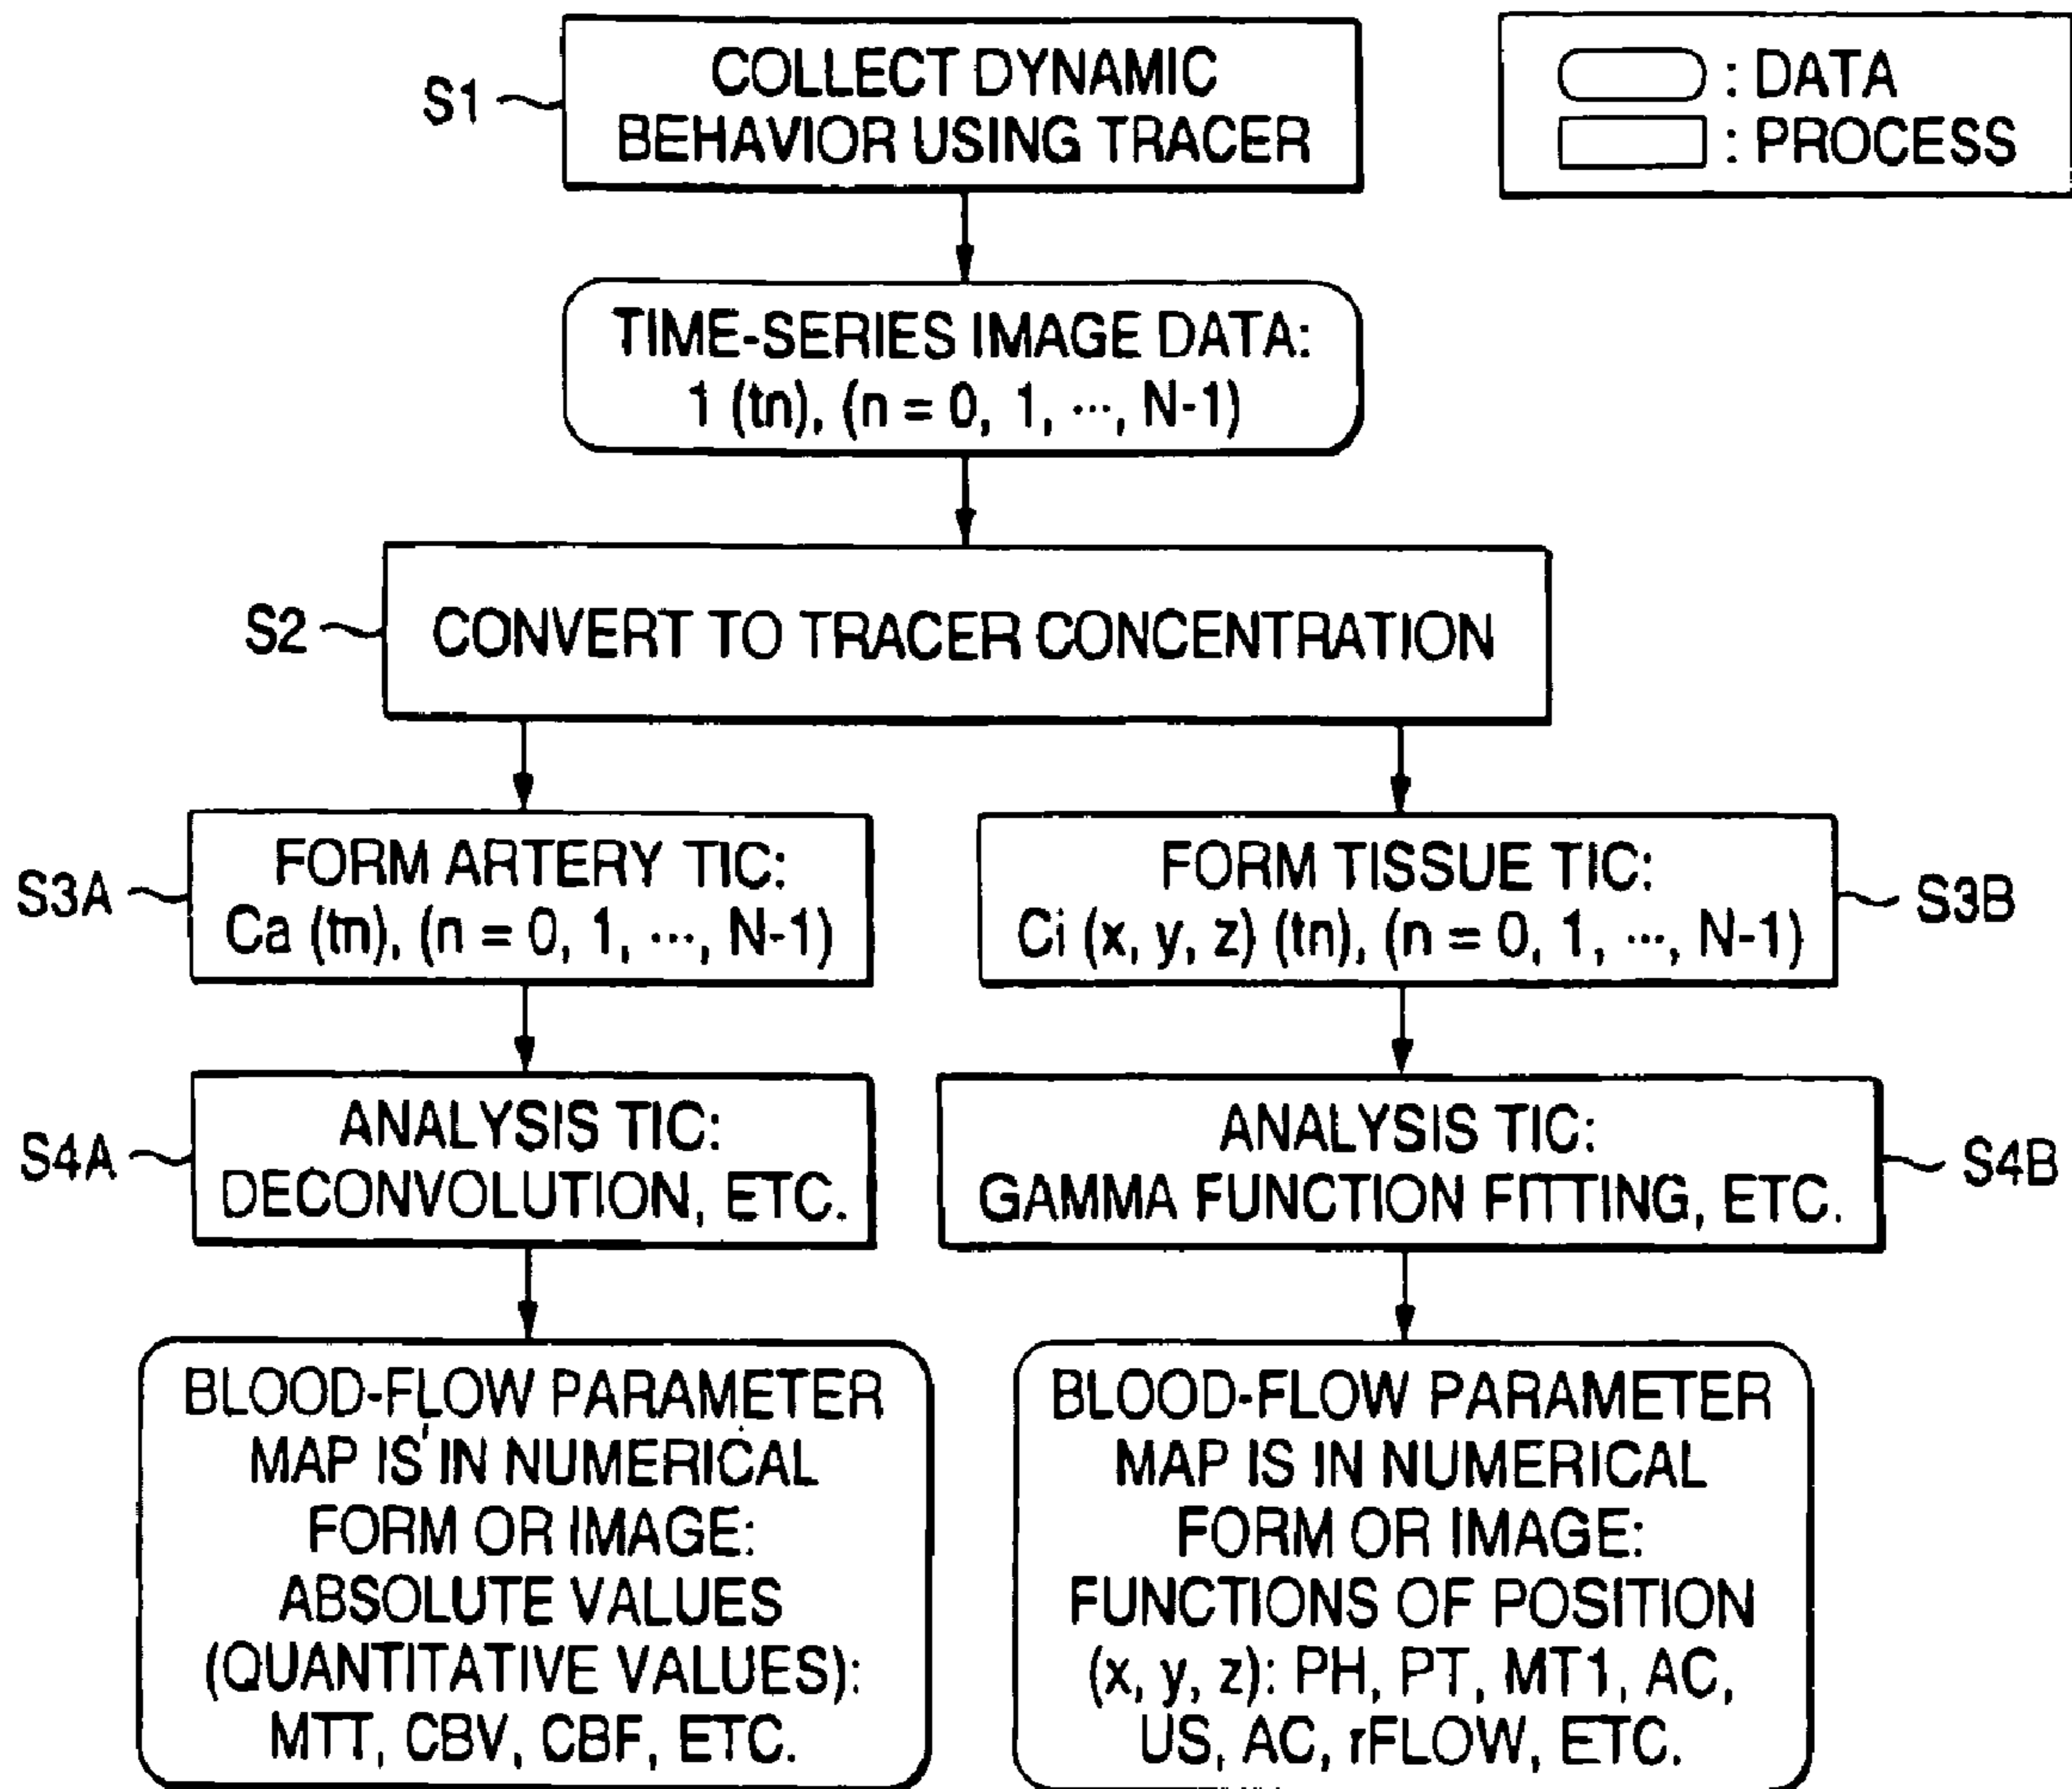 S1
COLLECT DYNAMIC
BEHAVIOR USING TRACER
: DATA
: PROCESS
TIME-SERIES IMAGE DATA:
1 (tn), (n = 0, 1, ···, N-1)
S2
CONVERT TO TRACER CONCENTRATION
S3A
FORM ARTERY TIC:
Ca (tn), (n = 0, 1, ···, N-1)
FORM TISSUE TIC:
Ci (x, y, z) (tn), (n = 0, 1, ···, N-1)
S3B
S4A
ANALYSIS TIC:
DECONVOLUTION, ETC.
ANALYSIS TIC:
GAMMA FUNCTION FITTING, ETC.
S4B
BLOOD-FLOW PARAMETER
MAP IS IN NUMERICAL
FORM OR IMAGE:
ABSOLUTE VALUES
(QUANTITATIVE VALUES):
MTT, CBV, CBF, ETC.
BLOOD-FLOW PARAMETER
MAP IS IN NUMERICAL
FORM OR IMAGE:
FUNCTIONS OF POSITION
(x, y, z): PH, PT, MT1, AC,
US, AC, rFLOW, ETC.